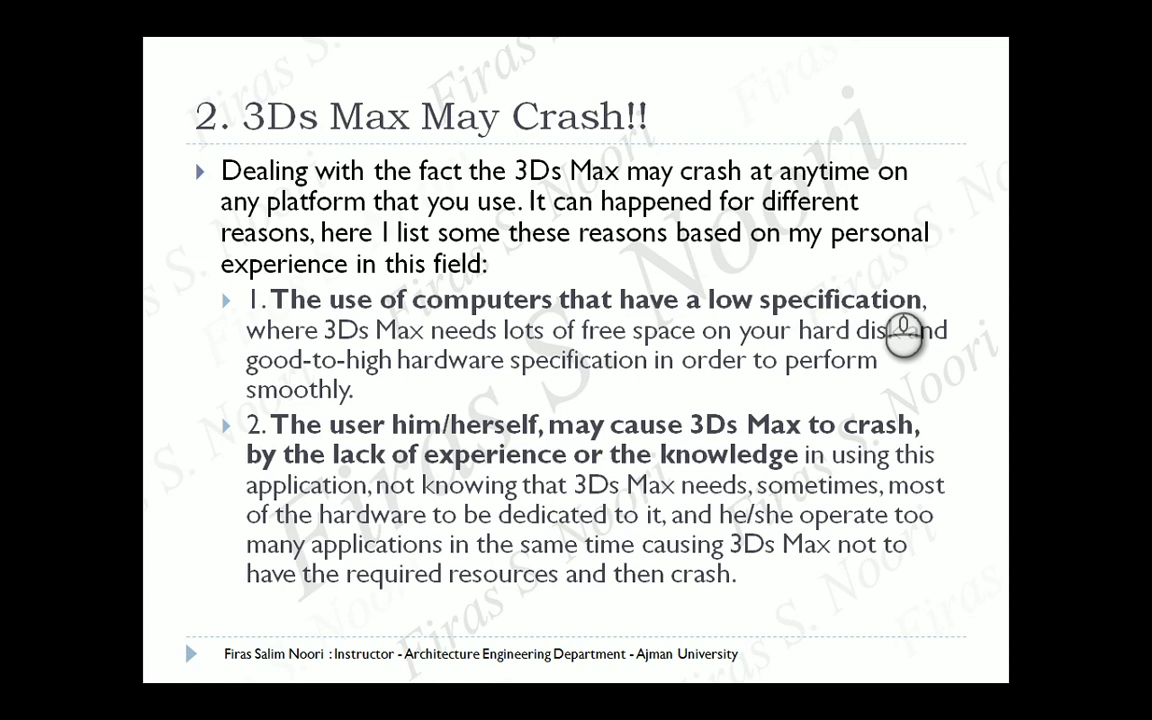 2. 3Ds Max May Crash!!
Dealing with the fact the 3Ds Max may crash at anytime on
any platform that you use. It can happened for different
reasons, here I list some these reasons based on my personal
experience in this field:
1. The use of computers that have a low specification,
where 3Ds Max needs lots of free space on your hard
good-to-high hardware specification in order to perform
smoothly.
2. The user him/herself, may cause 3Ds Max to crash,
by the lack of experience or the knowledge in using this
application, not knowing that 3Ds Max needs, sometimes, most
of the hardware to be dedicated to it, and he/she operate too
many applications in the same time causing 3Ds Max not to
have the required resources and then crash.
Firas Salim Noori : Instructor - Architecture Engineering Department - Ajman University
Firas S. Noori